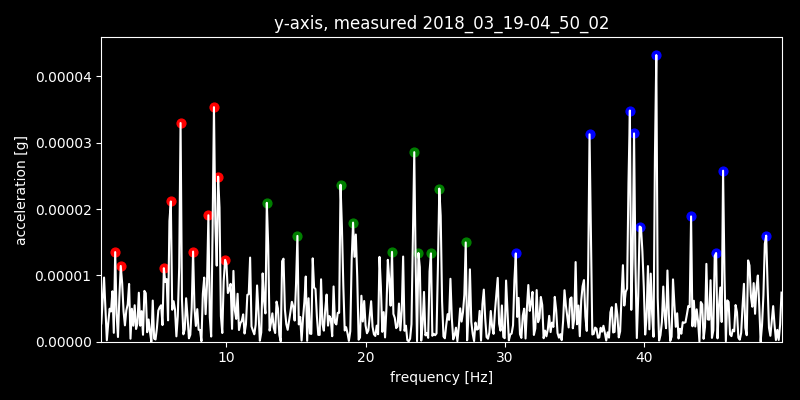 y-axis, measured 2018_03_19-04_50_02
0.00004
0.00003
0.00002
0.00001
0.00000
acceleration [g]
10 20 30 40
frequency [Hz]